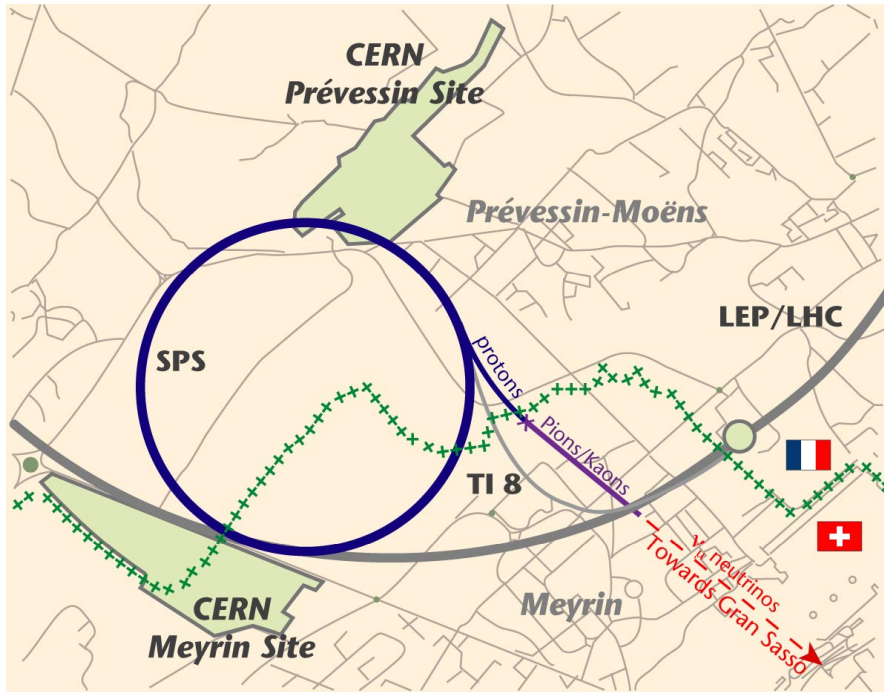 CERN
Prévessin Site
Prévessin-Moëns
LEP/LHC
SPS
protons
Pions/Kaons
TI 8
νμ neutrinos
Towards Gran Sasso
Meyrin
CERN
Meyrin Site